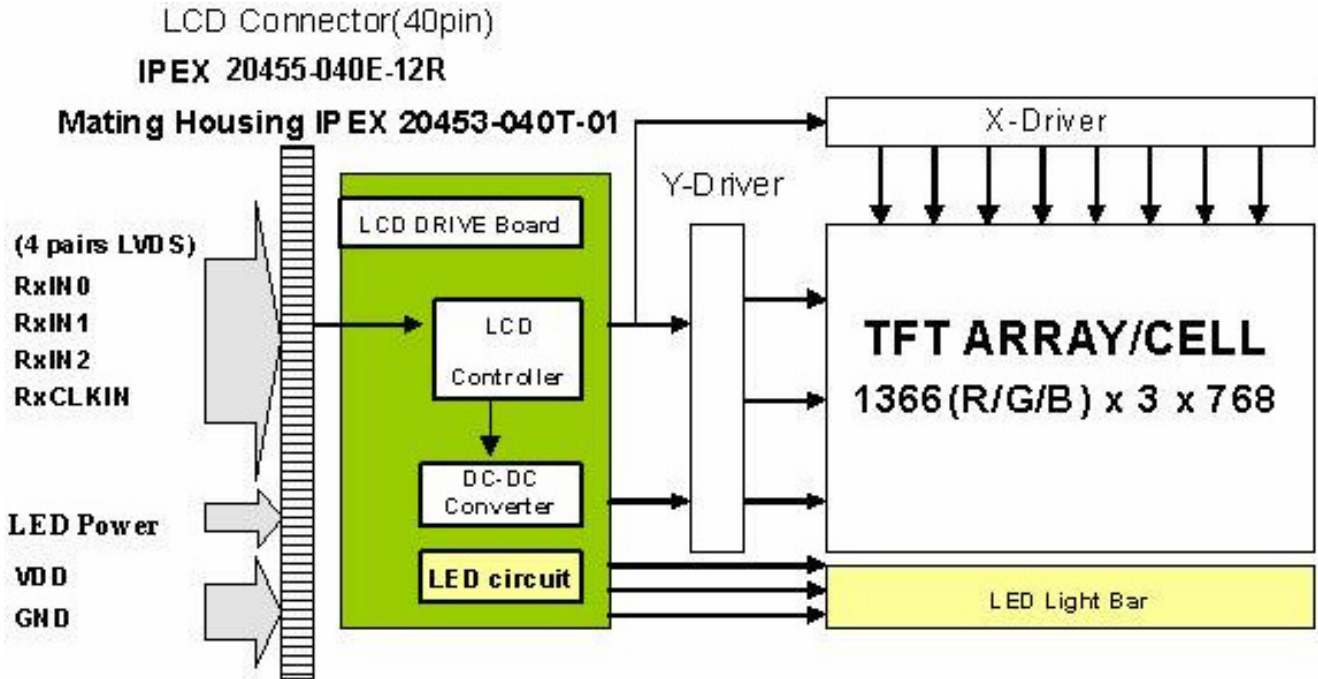 LCD Connector(40pin)
IPEX 20455-040E-12R
Mating Housing IPEX 20453-040T-01
X-Driver
Y-Driver
LCD DRIVE Board
(4 pairs LVDS)
RxIN0
RxIN1
RxIN2
RxCLKIN
LCD
Controller
TFT ARRAY/CELL
1366(R/G/B) x 3 x 768
DC-DC
Converter
LED Power
VDD
GND
LED circuit
LED Light Bar